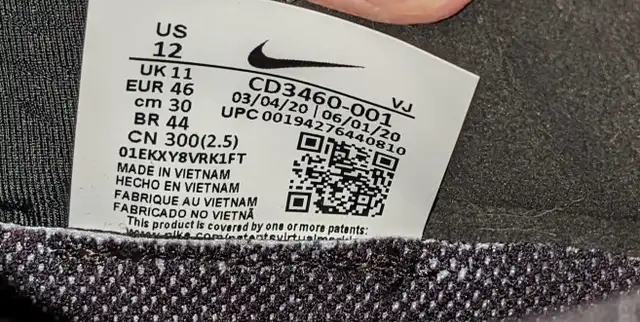 US
12
UK 11
EUR 46
cm 30
BR 44
CN 300(2.5)
01EKXY8VRK1FT
CD3460-001 VJ
03/04/20 | 06/01/20
UPC 00194276440810
MADE IN VIETNAM
HECHO EN VIETNAM
FABRIQUE AU VIETNAM
FABRICADO NO VIETNÃ
This product is covered by one or more patents: